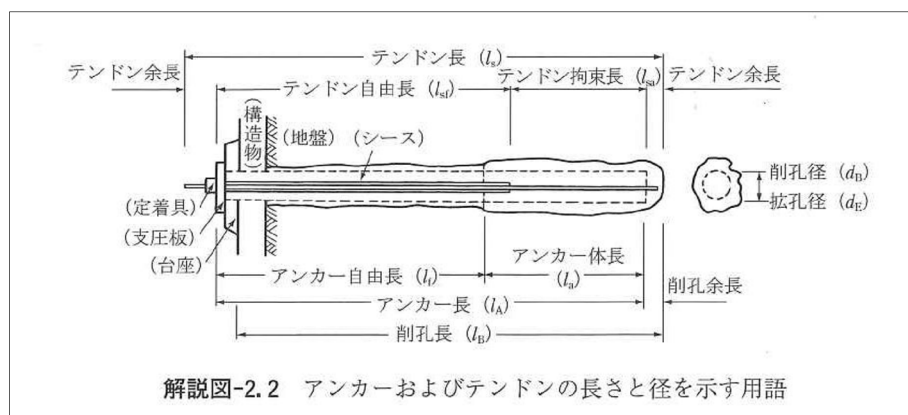 テンドン長 (ls)
テンドン余長
テンドン拘束長 (lsa)
テンドン余長
テンドン自由長 (lsf)
(構造物)
(地盤)
(シース)
削孔径 (dB)
拡孔径 (dE)
(定着具)
(支圧板)
(台座)
アンカー体長
(la)
アンカー自由長 (lf)
削孔余長
アンカー長 (lA)
削孔長 (lB)
解説図-2.2 アンカーおよびテンドンの長さと径を示す用語